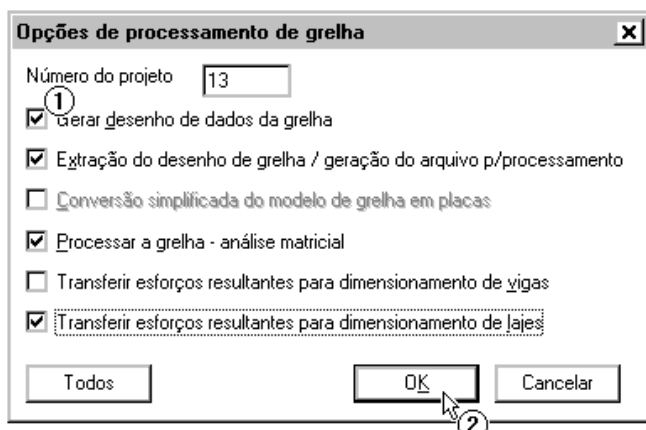 Opções de processamento de grelha
Número do projeto 13
1
Gerar desenho de dados da grelha
Extração do desenho de grelha / geração do arquivo p/processamento
Conversão simplificada do modelo de grelha em placas
Processar a grelha - análise matricial
Transferir esforços resultantes para dimensionamento de vigas
Transferir esforços resultantes para dimensionamento de lajes
Todos OK Cancelar
2